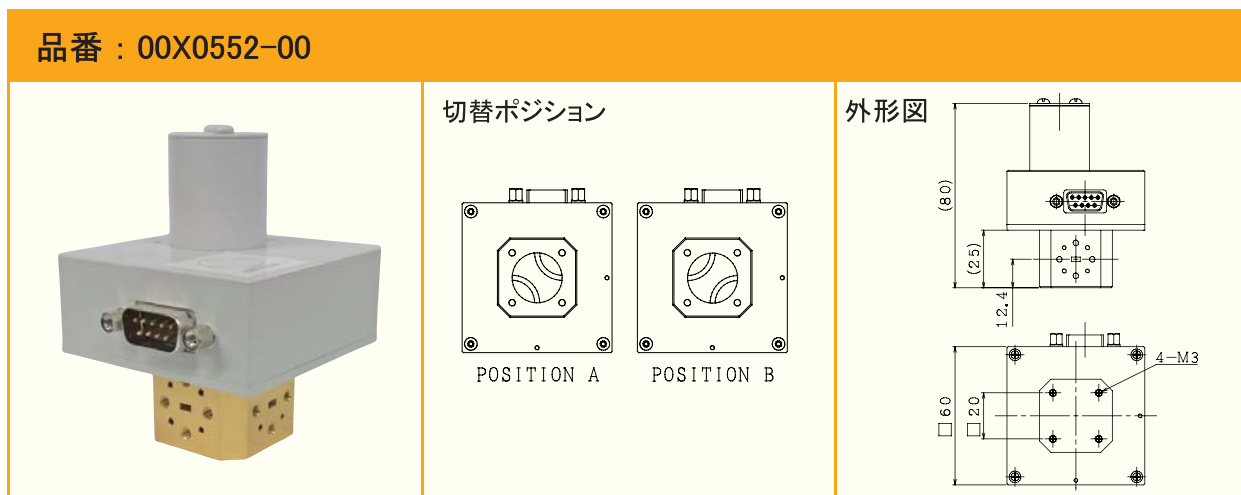 品番：00X0552-00
切替ポジション
POSITION A
POSITION B
外形図
(80)
(25)
12.4
4-M3
□60
□20